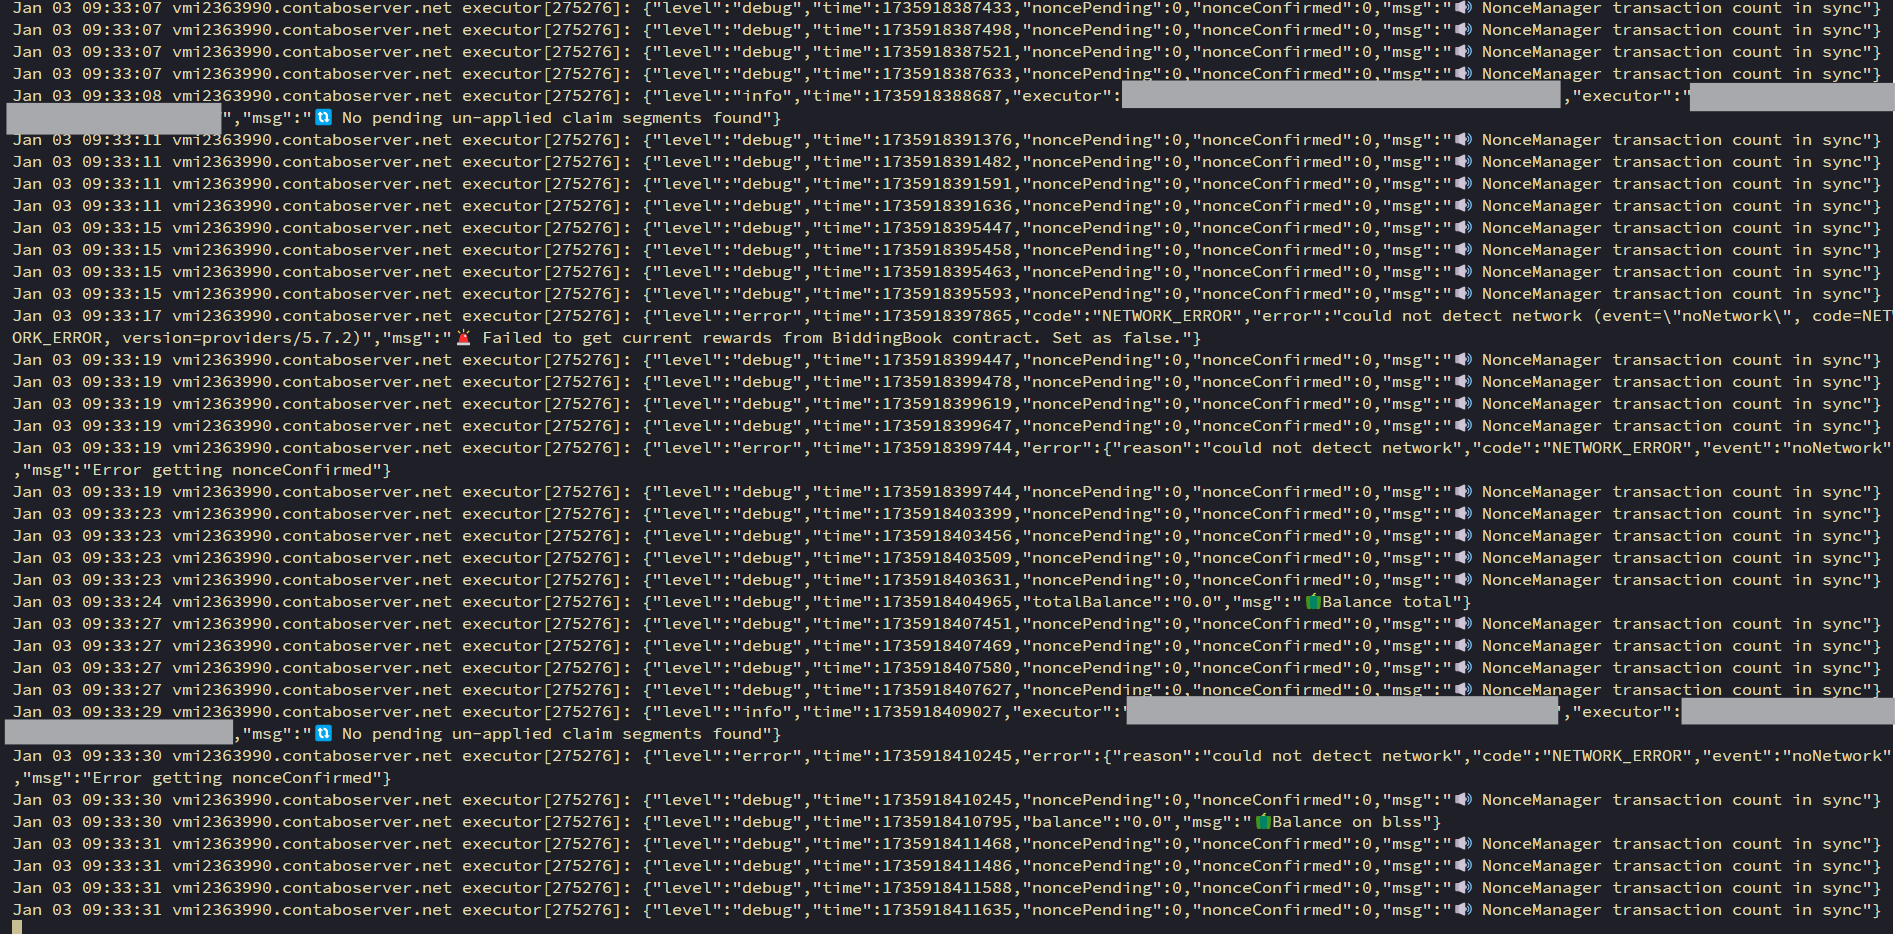 Jan 03 09:33:07 vmi2363990.contaboserver.net executor[275276]: {"level":"debug","time":1735918387433,"noncePending":0,"nonceConfirmed":0,"msg":"🔊 NonceManager transaction count in sync"}
Jan 03 09:33:07 vmi2363990.contaboserver.net executor[275276]: {"level":"debug","time":1735918387498,"noncePending":0,"nonceConfirmed":0,"msg":"🔊 NonceManager transaction count in sync"}
Jan 03 09:33:07 vmi2363990.contaboserver.net executor[275276]: {"level":"debug","time":1735918387521,"noncePending":0,"nonceConfirmed":0,"msg":"🔊 NonceManager transaction count in sync"}
Jan 03 09:33:07 vmi2363990.contaboserver.net executor[275276]: {"level":"debug","time":1735918387633,"noncePending":0,"nonceConfirmed":0,"msg":"🔊 NonceManager transaction count in sync"}
Jan 03 09:33:08 vmi2363990.contaboserver.net executor[275276]: {"level":"info","time":1735918388687,"executor": ,"executor":"
","msg":"🔃 No pending un-applied claim segments found"}
Jan 03 09:33:11 vmi2363990.contaboserver.net executor[275276]: {"level":"debug","time":1735918391376,"noncePending":0,"nonceConfirmed":0,"msg":"🔊 NonceManager transaction count in sync"}
Jan 03 09:33:11 vmi2363990.contaboserver.net executor[275276]: {"level":"debug","time":1735918391482,"noncePending":0,"nonceConfirmed":0,"msg":"🔊 NonceManager transaction count in sync"}
Jan 03 09:33:11 vmi2363990.contaboserver.net executor[275276]: {"level":"debug","time":1735918391591,"noncePending":0,"nonceConfirmed":0,"msg":"🔊 NonceManager transaction count in sync"}
Jan 03 09:33:11 vmi2363990.contaboserver.net executor[275276]: {"level":"debug","time":1735918391636,"noncePending":0,"nonceConfirmed":0,"msg":"🔊 NonceManager transaction count in sync"}
Jan 03 09:33:15 vmi2363990.contaboserver.net executor[275276]: {"level":"debug","time":1735918395447,"noncePending":0,"nonceConfirmed":0,"msg":"🔊 NonceManager transaction count in sync"}
Jan 03 09:33:15 vmi2363990.contaboserver.net executor[275276]: {"level":"debug","time":1735918395458,"noncePending":0,"nonceConfirmed":0,"msg":"🔊 NonceManager transaction count in sync"}
Jan 03 09:33:15 vmi2363990.contaboserver.net executor[275276]: {"level":"debug","time":1735918395463,"noncePending":0,"nonceConfirmed":0,"msg":"🔊 NonceManager transaction count in sync"}
Jan 03 09:33:15 vmi2363990.contaboserver.net executor[275276]: {"level":"debug","time":1735918395593,"noncePending":0,"nonceConfirmed":0,"msg":"🔊 NonceManager transaction count in sync"}
Jan 03 09:33:17 vmi2363990.contaboserver.net executor[275276]: {"level":"error","time":1735918397865,"code":"NETWORK_ERROR","error":"could not detect network (event=\"noNetwork\", code=NETW
ORK_ERROR, version=providers/5.7.2)","msg":"🚨 Failed to get current rewards from BiddingBook contract. Set as false."}
Jan 03 09:33:19 vmi2363990.contaboserver.net executor[275276]: {"level":"debug","time":1735918399447,"noncePending":0,"nonceConfirmed":0,"msg":"🔊 NonceManager transaction count in sync"}
Jan 03 09:33:19 vmi2363990.contaboserver.net executor[275276]: {"level":"debug","time":1735918399478,"noncePending":0,"nonceConfirmed":0,"msg":"🔊 NonceManager transaction count in sync"}
Jan 03 09:33:19 vmi2363990.contaboserver.net executor[275276]: {"level":"debug","time":1735918399619,"noncePending":0,"nonceConfirmed":0,"msg":"🔊 NonceManager transaction count in sync"}
Jan 03 09:33:19 vmi2363990.contaboserver.net executor[275276]: {"level":"debug","time":1735918399647,"noncePending":0,"nonceConfirmed":0,"msg":"🔊 NonceManager transaction count in sync"}
Jan 03 09:33:19 vmi2363990.contaboserver.net executor[275276]: {"level":"error","time":1735918399744,"error":{"reason":"could not detect network","code":"NETWORK_ERROR","event":"noNetwork"
,"msg":"Error getting nonceConfirmed"}
Jan 03 09:33:19 vmi2363990.contaboserver.net executor[275276]: {"level":"debug","time":1735918399744,"noncePending":0,"nonceConfirmed":0,"msg":"🔊 NonceManager transaction count in sync"}
Jan 03 09:33:23 vmi2363990.contaboserver.net executor[275276]: {"level":"debug","time":1735918403399,"noncePending":0,"nonceConfirmed":0,"msg":"🔊 NonceManager transaction count in sync"}
Jan 03 09:33:23 vmi2363990.contaboserver.net executor[275276]: {"level":"debug","time":1735918403456,"noncePending":0,"nonceConfirmed":0,"msg":"🔊 NonceManager transaction count in sync"}
Jan 03 09:33:23 vmi2363990.contaboserver.net executor[275276]: {"level":"debug","time":1735918403509,"noncePending":0,"nonceConfirmed":0,"msg":"🔊 NonceManager transaction count in sync"}
Jan 03 09:33:23 vmi2363990.contaboserver.net executor[275276]: {"level":"debug","time":1735918403631,"noncePending":0,"nonceConfirmed":0,"msg":"🔊 NonceManager transaction count in sync"}
Jan 03 09:33:24 vmi2363990.contaboserver.net executor[275276]: {"level":"debug","time":1735918404965,"totalBalance":"0.0","msg":"Balance total"}
Jan 03 09:33:27 vmi2363990.contaboserver.net executor[275276]: {"level":"debug","time":1735918407451,"noncePending":0,"nonceConfirmed":0,"msg":"🔊 NonceManager transaction count in sync"}
Jan 03 09:33:27 vmi2363990.contaboserver.net executor[275276]: {"level":"debug","time":1735918407469,"noncePending":0,"nonceConfirmed":0,"msg":"🔊 NonceManager transaction count in sync"}
Jan 03 09:33:27 vmi2363990.contaboserver.net executor[275276]: {"level":"debug","time":1735918407580,"noncePending":0,"nonceConfirmed":0,"msg":"🔊 NonceManager transaction count in sync"}
Jan 03 09:33:27 vmi2363990.contaboserver.net executor[275276]: {"level":"debug","time":1735918407627,"noncePending":0,"nonceConfirmed":0,"msg":"🔊 NonceManager transaction count in sync"}
Jan 03 09:33:29 vmi2363990.contaboserver.net executor[275276]: {"level":"info","time":1735918409027,"executor":" ","executor":
,"msg":"🔃 No pending un-applied claim segments found"}
Jan 03 09:33:30 vmi2363990.contaboserver.net executor[275276]: {"level":"error","time":1735918410245,"error":{"reason":"could not detect network","code":"NETWORK_ERROR","event":"noNetwork"
,"msg":"Error getting nonceConfirmed"}
Jan 03 09:33:30 vmi2363990.contaboserver.net executor[275276]: {"level":"debug","time":1735918410245,"noncePending":0,"nonceConfirmed":0,"msg":"🔊 NonceManager transaction count in sync"}
Jan 03 09:33:30 vmi2363990.contaboserver.net executor[275276]: {"level":"debug","time":1735918410795,"balance":"0.0","msg":"Balance on blss"}
Jan 03 09:33:31 vmi2363990.contaboserver.net executor[275276]: {"level":"debug","time":1735918411468,"noncePending":0,"nonceConfirmed":0,"msg":"🔊 NonceManager transaction count in sync"}
Jan 03 09:33:31 vmi2363990.contaboserver.net executor[275276]: {"level":"debug","time":1735918411486,"noncePending":0,"nonceConfirmed":0,"msg":"🔊 NonceManager transaction count in sync"}
Jan 03 09:33:31 vmi2363990.contaboserver.net executor[275276]: {"level":"debug","time":1735918411588,"noncePending":0,"nonceConfirmed":0,"msg":"🔊 NonceManager transaction count in sync"}
Jan 03 09:33:31 vmi2363990.contaboserver.net executor[275276]: {"level":"debug","time":1735918411635,"noncePending":0,"nonceConfirmed":0,"msg":"🔊 NonceManager transaction count in sync"}